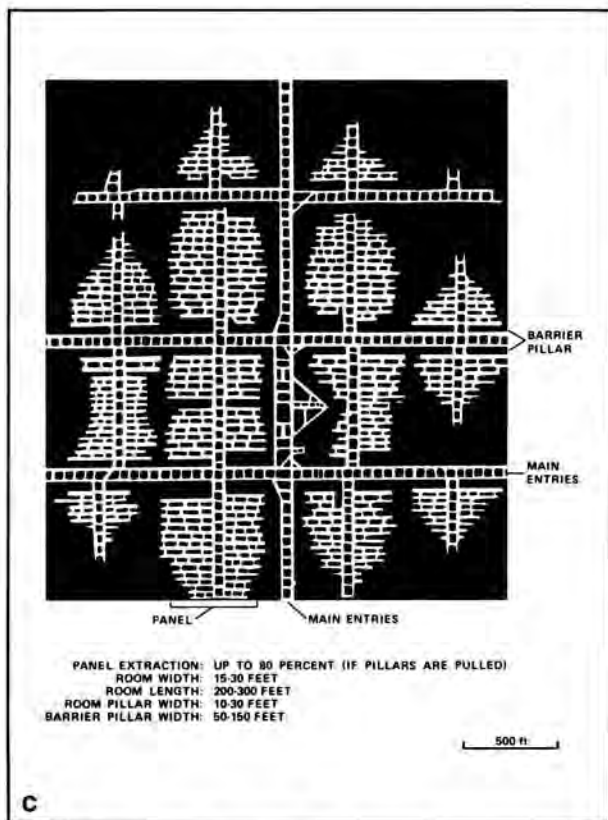 BARRIER
PILLAR
MAIN
ENTRIES
PANEL
MAIN ENTRIES
PANEL EXTRACTION: UP TO 80 PERCENT (IF PILLARS ARE PULLED)
ROOM WIDTH: 15-30 FEET
ROOM LENGTH: 200-300 FEET
ROOM PILLAR WIDTH: 10-30 FEET
BARRIER PILLAR WIDTH: 50-150 FEET
500 ft
C